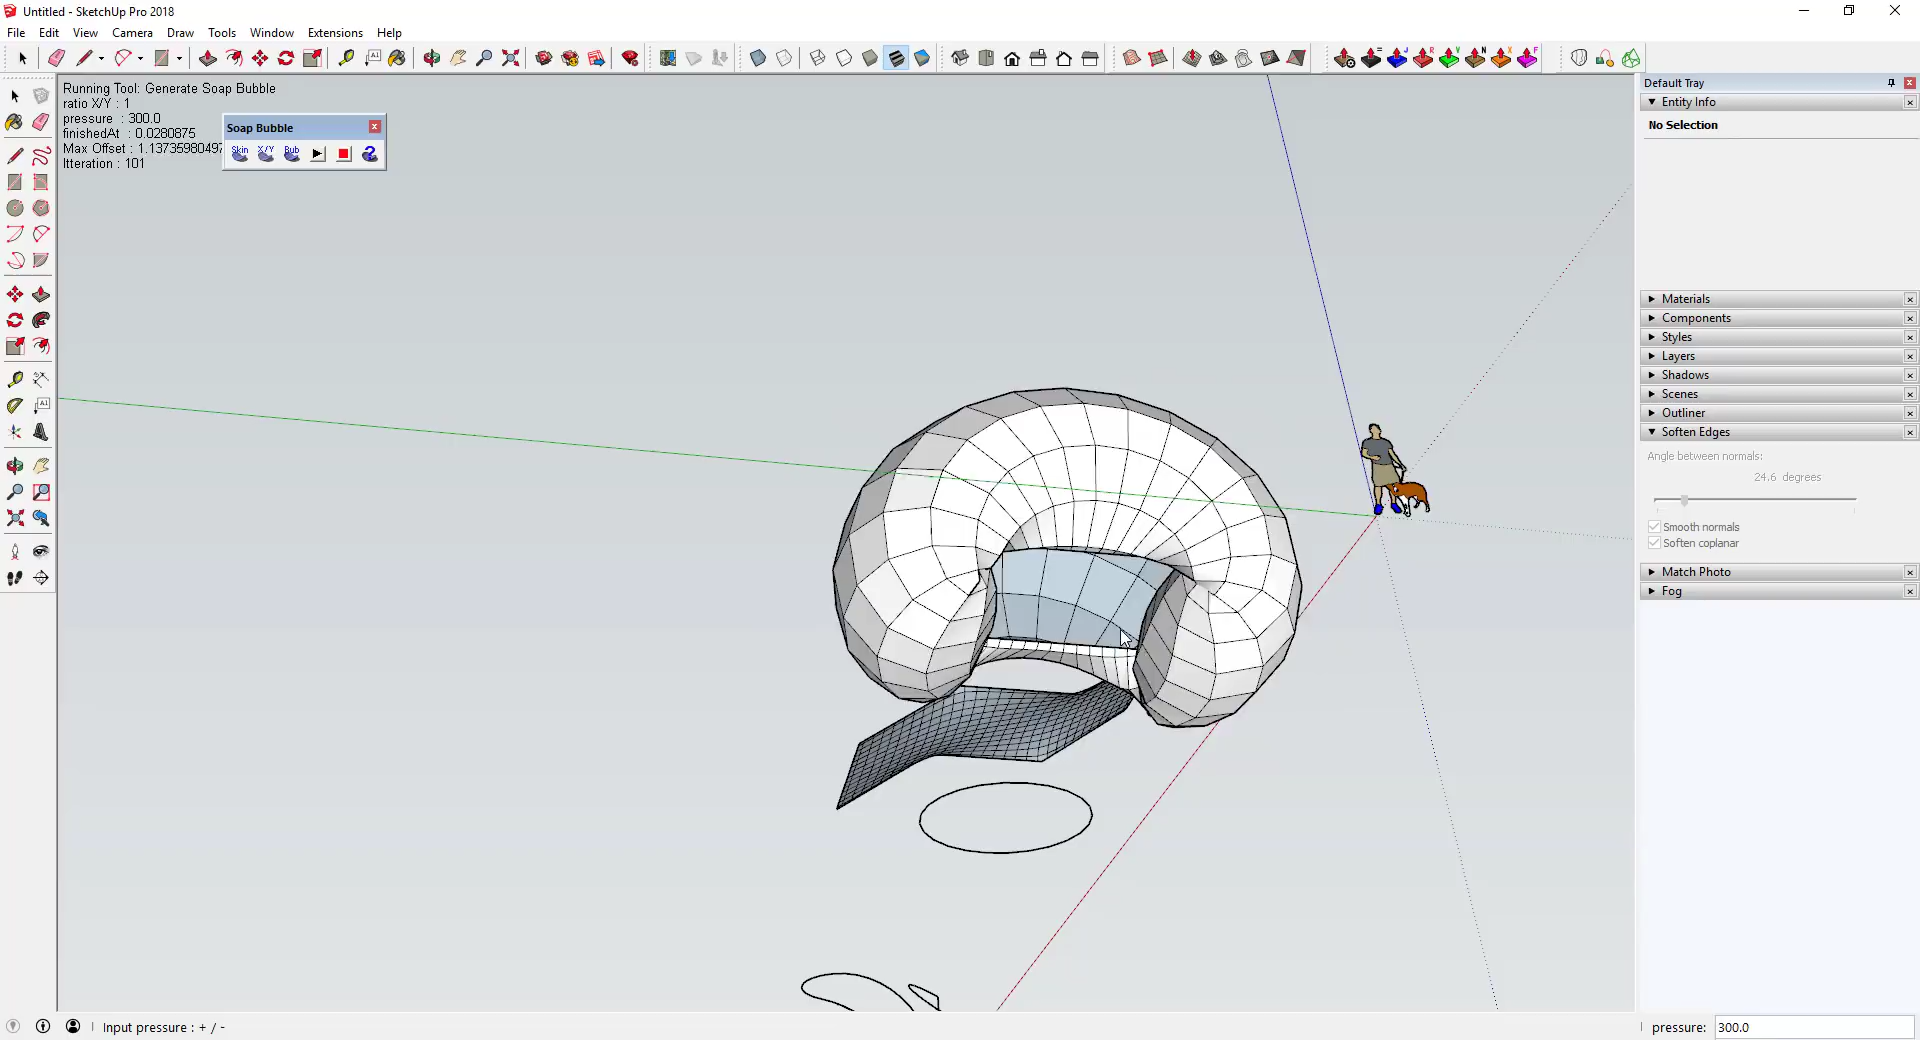 Untitled - SketchUp Pro 2018
File Edit View Camera Draw Tools Window Extensions Help
Running Tool: Generate Soap Bubble
ratio X/Y : 1
pressure : 300.0
finishedAt : 0.0280875
Max Offset : 1.13735980497
Itteration : 101
Soap Bubble
Skin X/Y Bub
Default Tray
Entity Info
No Selection
Materials
Components
Styles
Layers
Shadows
Scenes
Outliner
Soften Edges
Angle between normals:
24.6 degrees
Smooth normals
Soften coplanar
Match Photo
Fog
Input pressure : + / -
pressure: 300.0